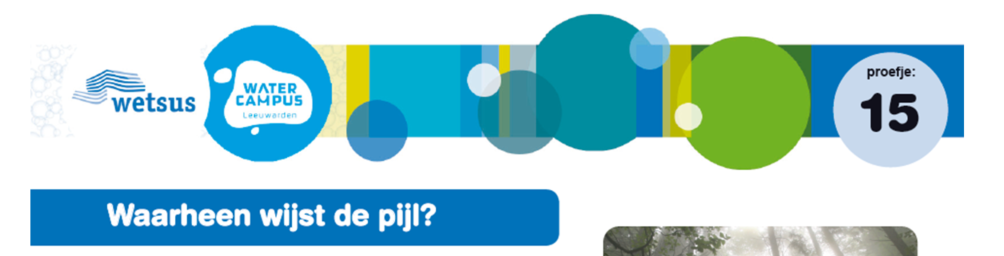 wetsus
WATER
CAMPUS
Leeuwarden
proefje:
15
Waarheen wijst de pijl?